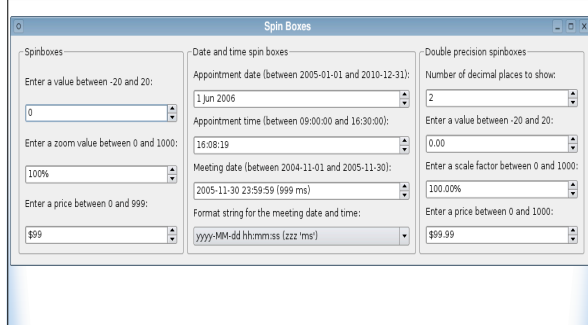 Spin Boxes
Spinboxes
Enter a value between -20 and 20:
0
Enter a zoom value between 0 and 1000:
100%
Enter a price between 0 and 999:
$99
Date and time spin boxes
Appointment date (between 2005-01-01 and 2010-12-31):
1 Jun 2006
Appointment time (between 09:00:00 and 16:30:00):
16:08:19
Meeting date (between 2004-11-01 and 2005-11-30):
2005-11-30 23:59:59 (999 ms)
Format string for the meeting date and time:
yyyy-MM-dd hh:mm:ss (zzz 'ms')
Double precision spinboxes
Number of decimal places to show:
2
Enter a value between -20 and 20:
0.00
Enter a scale factor between 0 and 1000:
100.00%
Enter a price between 0 and 1000:
$99.99